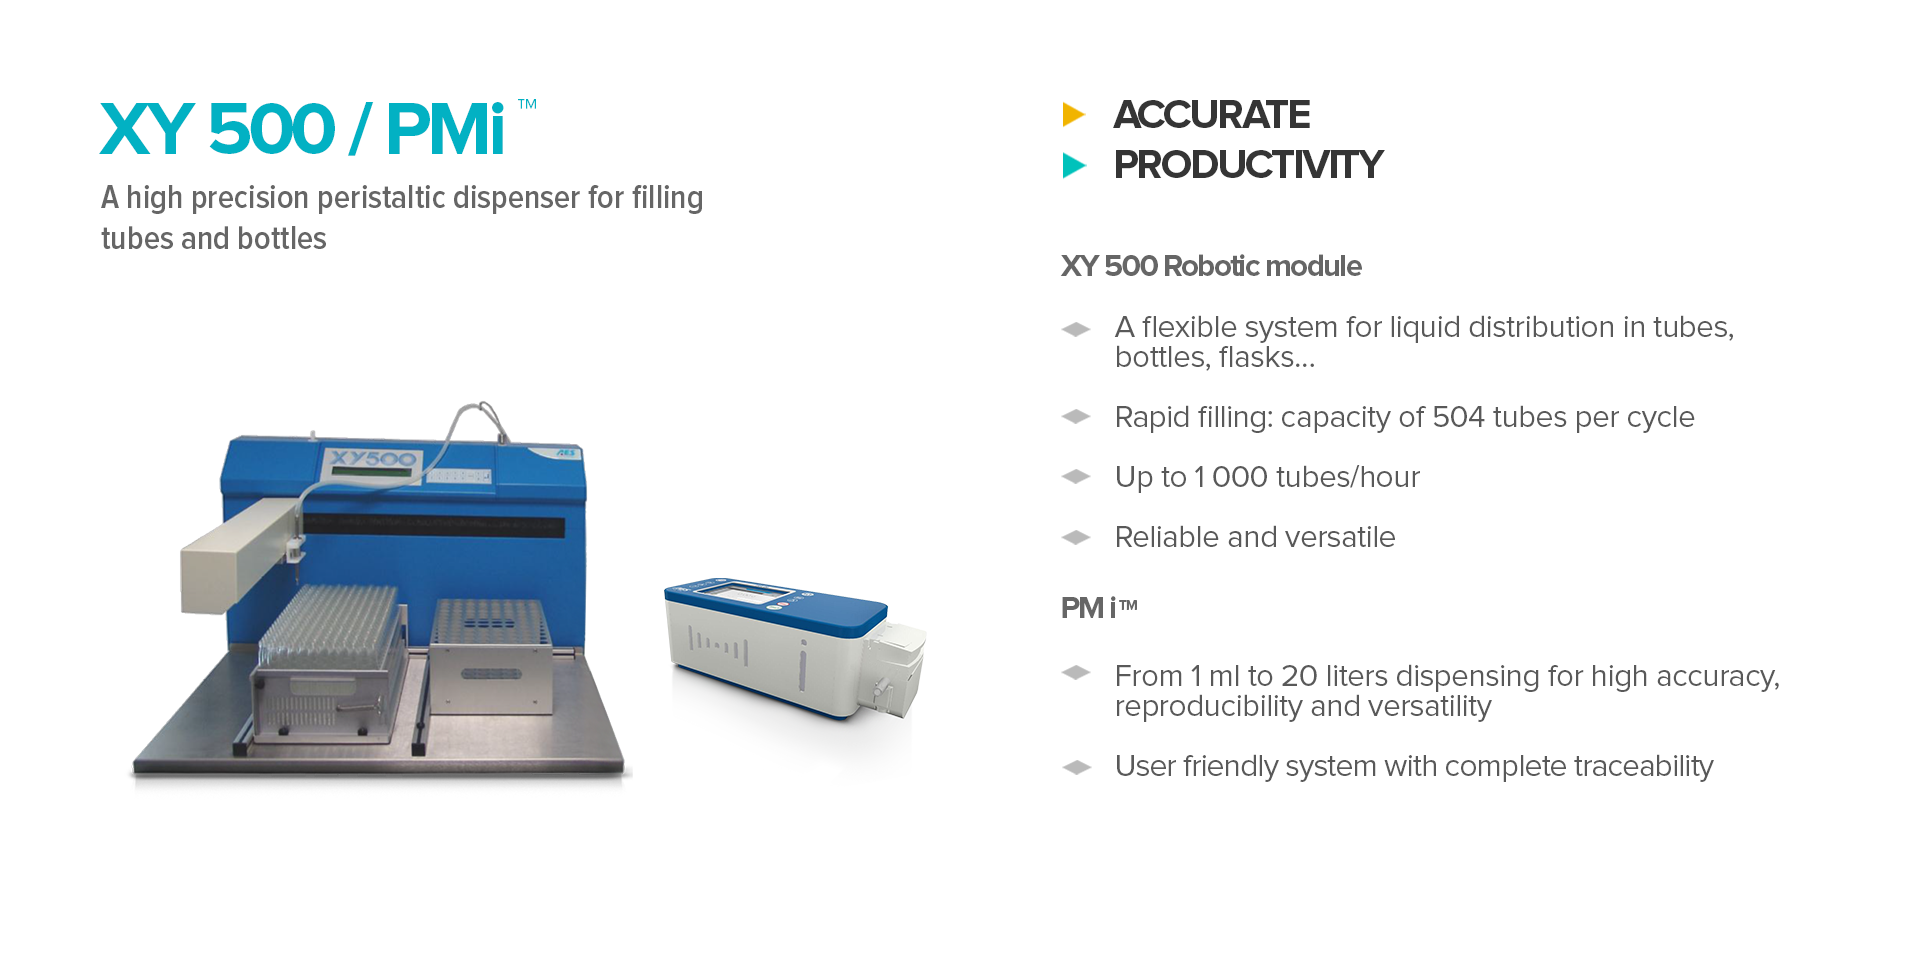 XY 500 / PMi ™
A high precision peristaltic dispenser for filling
tubes and bottles
XY500
AES
ACCURATE
PRODUCTIVITY
XY 500 Robotic module
A flexible system for liquid distribution in tubes,
bottles, flasks...
Rapid filling: capacity of 504 tubes per cycle
Up to 1 000 tubes/hour
Reliable and versatile
PM i™
From 1 ml to 20 liters dispensing for high accuracy,
reproducibility and versatility
User friendly system with complete traceability